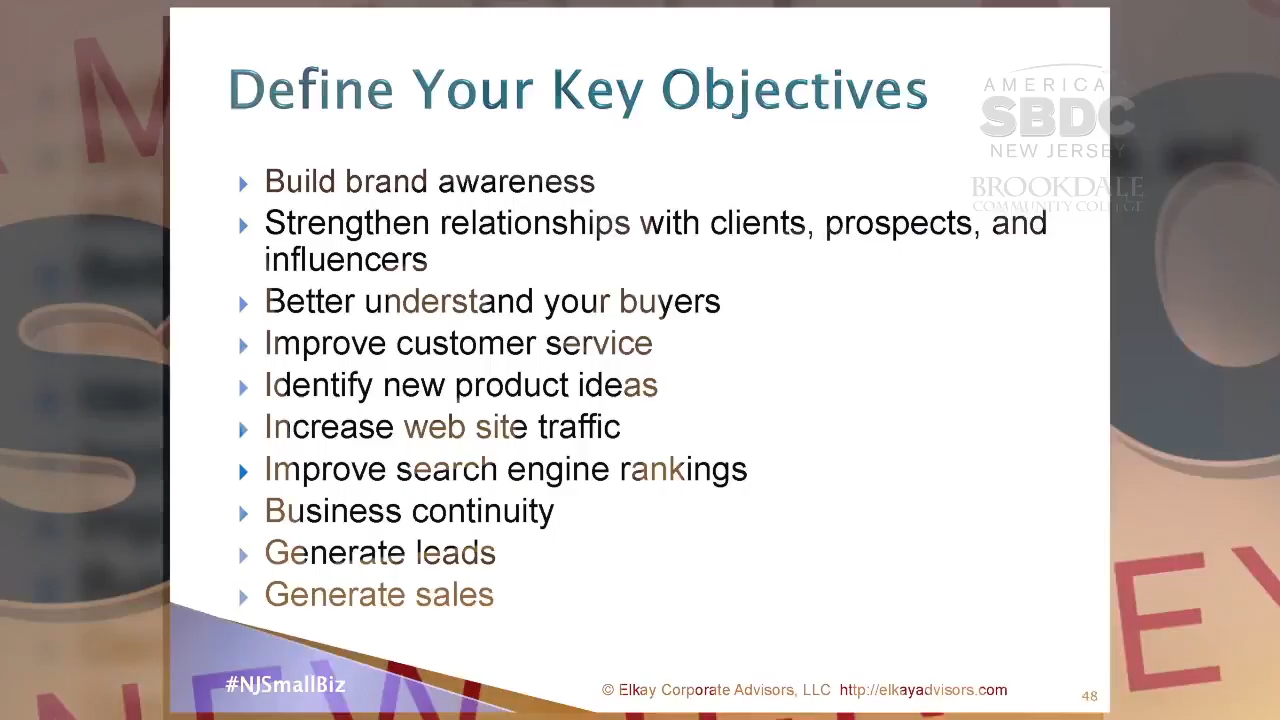 Define Your Key Objectives
AMERICA'S
SBDC
NEW JERSEY
BROOKDALE
COMMUNITY COLLEGE
Build brand awareness
Strengthen relationships with clients, prospects, and
influencers
Better understand your buyers
Improve customer service
Identify new product ideas
Increase web site traffic
Improve search engine rankings
Business continuity
Generate leads
Generate sales
#NJSmallBiz
© Elkay Corporate Advisors, LLC http://elkayadvisors.com
48